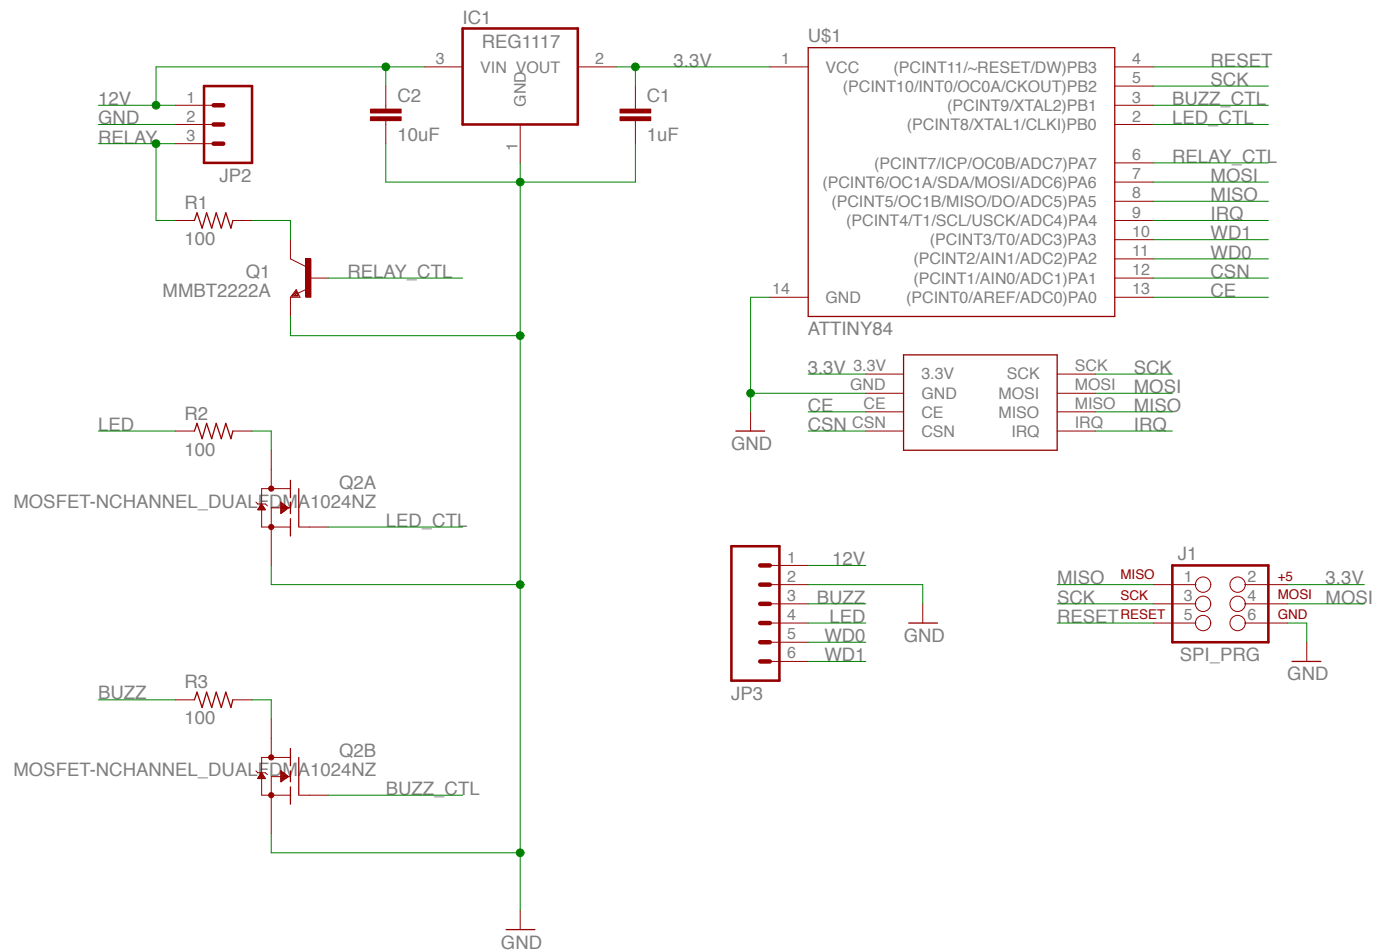 IC1
REG1117
3 VIN VOUT 2
GND
1
3.3V
C2
10uF
C1
1uF
12V 1
GND 2
RELAY 3
JP2
R1
100
Q1
MMBT2222A
RELAY_CTL
LED
R2
100
Q2A
MOSFET-NCHANNEL_DUALFDMA1024NZ
LED_CTL
BUZZ
R3
100
Q2B
MOSFET-NCHANNEL_DUALFDMA1024NZ
BUZZ_CTL
GND
U$1
1 VCC
(PCINT11/~RESET/DW)PB3 4 RESET
(PCINT10/INT0/OC0A/CKOUT)PB2 5 SCK
(PCINT9/XTAL2)PB1 3 BUZZ_CTL
(PCINT8/XTAL1/CLKI)PB0 2 LED_CTL
(PCINT7/ICP/OC0B/ADC7)PA7 6 RELAY_CTL
(PCINT6/OC1A/SDA/MOSI/ADC6)PA6 7 MOSI
(PCINT5/OC1B/MISO/DO/ADC5)PA5 8 MISO
(PCINT4/T1/SCL/USCK/ADC4)PA4 9 IRQ
(PCINT3/T0/ADC3)PA3 10 WD1
(PCINT2/AIN1/ADC2)PA2 11 WD0
(PCINT1/AIN0/ADC1)PA1 12 CSN
14 GND (PCINT0/AREF/ADC0)PA0 13 CE
ATTINY84
3.3V 3.3V 3.3V SCK SCK SCK
GND GND MOSI MOSI MOSI
CE CE CE MISO MISO MISO
CSN CSN CSN IRQ IRQ IRQ
GND
1 12V
2
3 BUZZ
4 LED
5 WD0
6 WD1
JP3
GND
J1
MISO MISO 1 2 +5 3.3V
SCK SCK 3 4 MOSI MOSI
RESET RESET 5 6 GND
SPI_PRG
GND